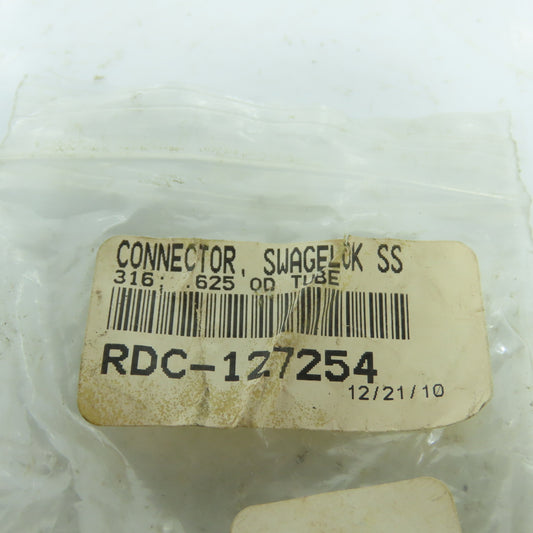 CONNECTOR, SWAGELOK SS
316, .625 OD TUBE
RDC-127254
12/21/10